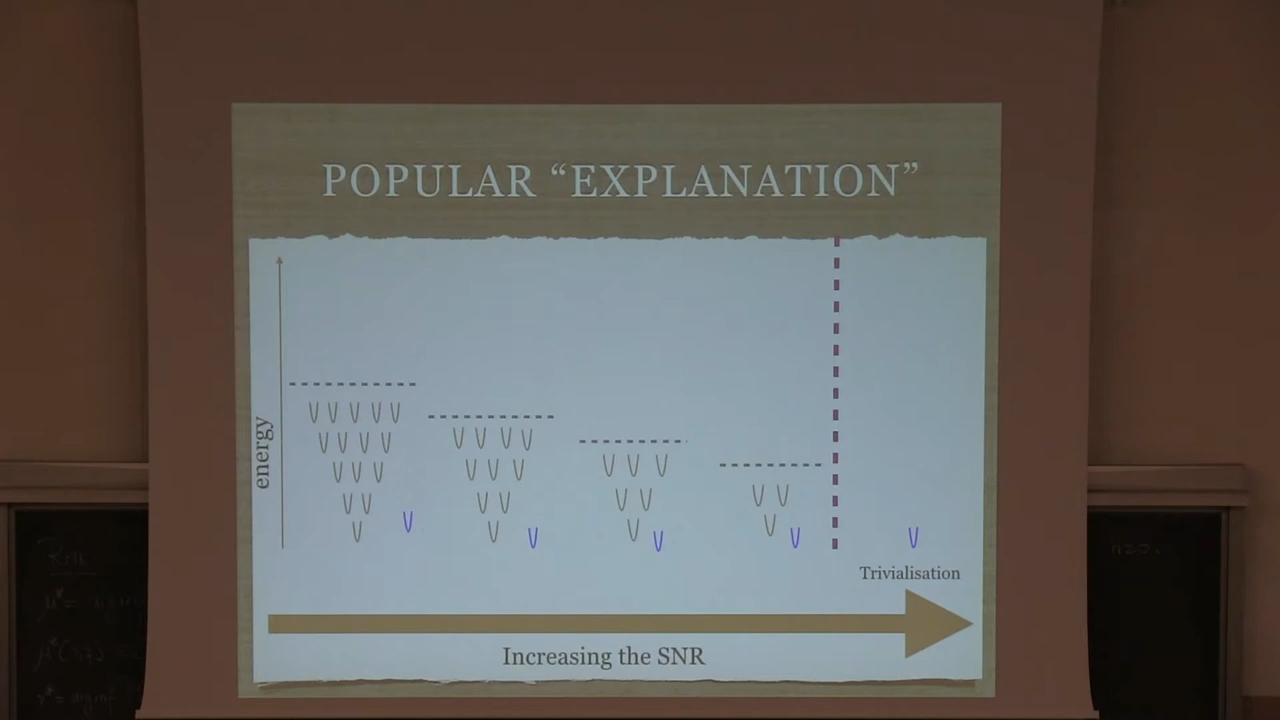 POPULAR “EXPLANATION”
energy
Trivialisation
Increasing the SNR